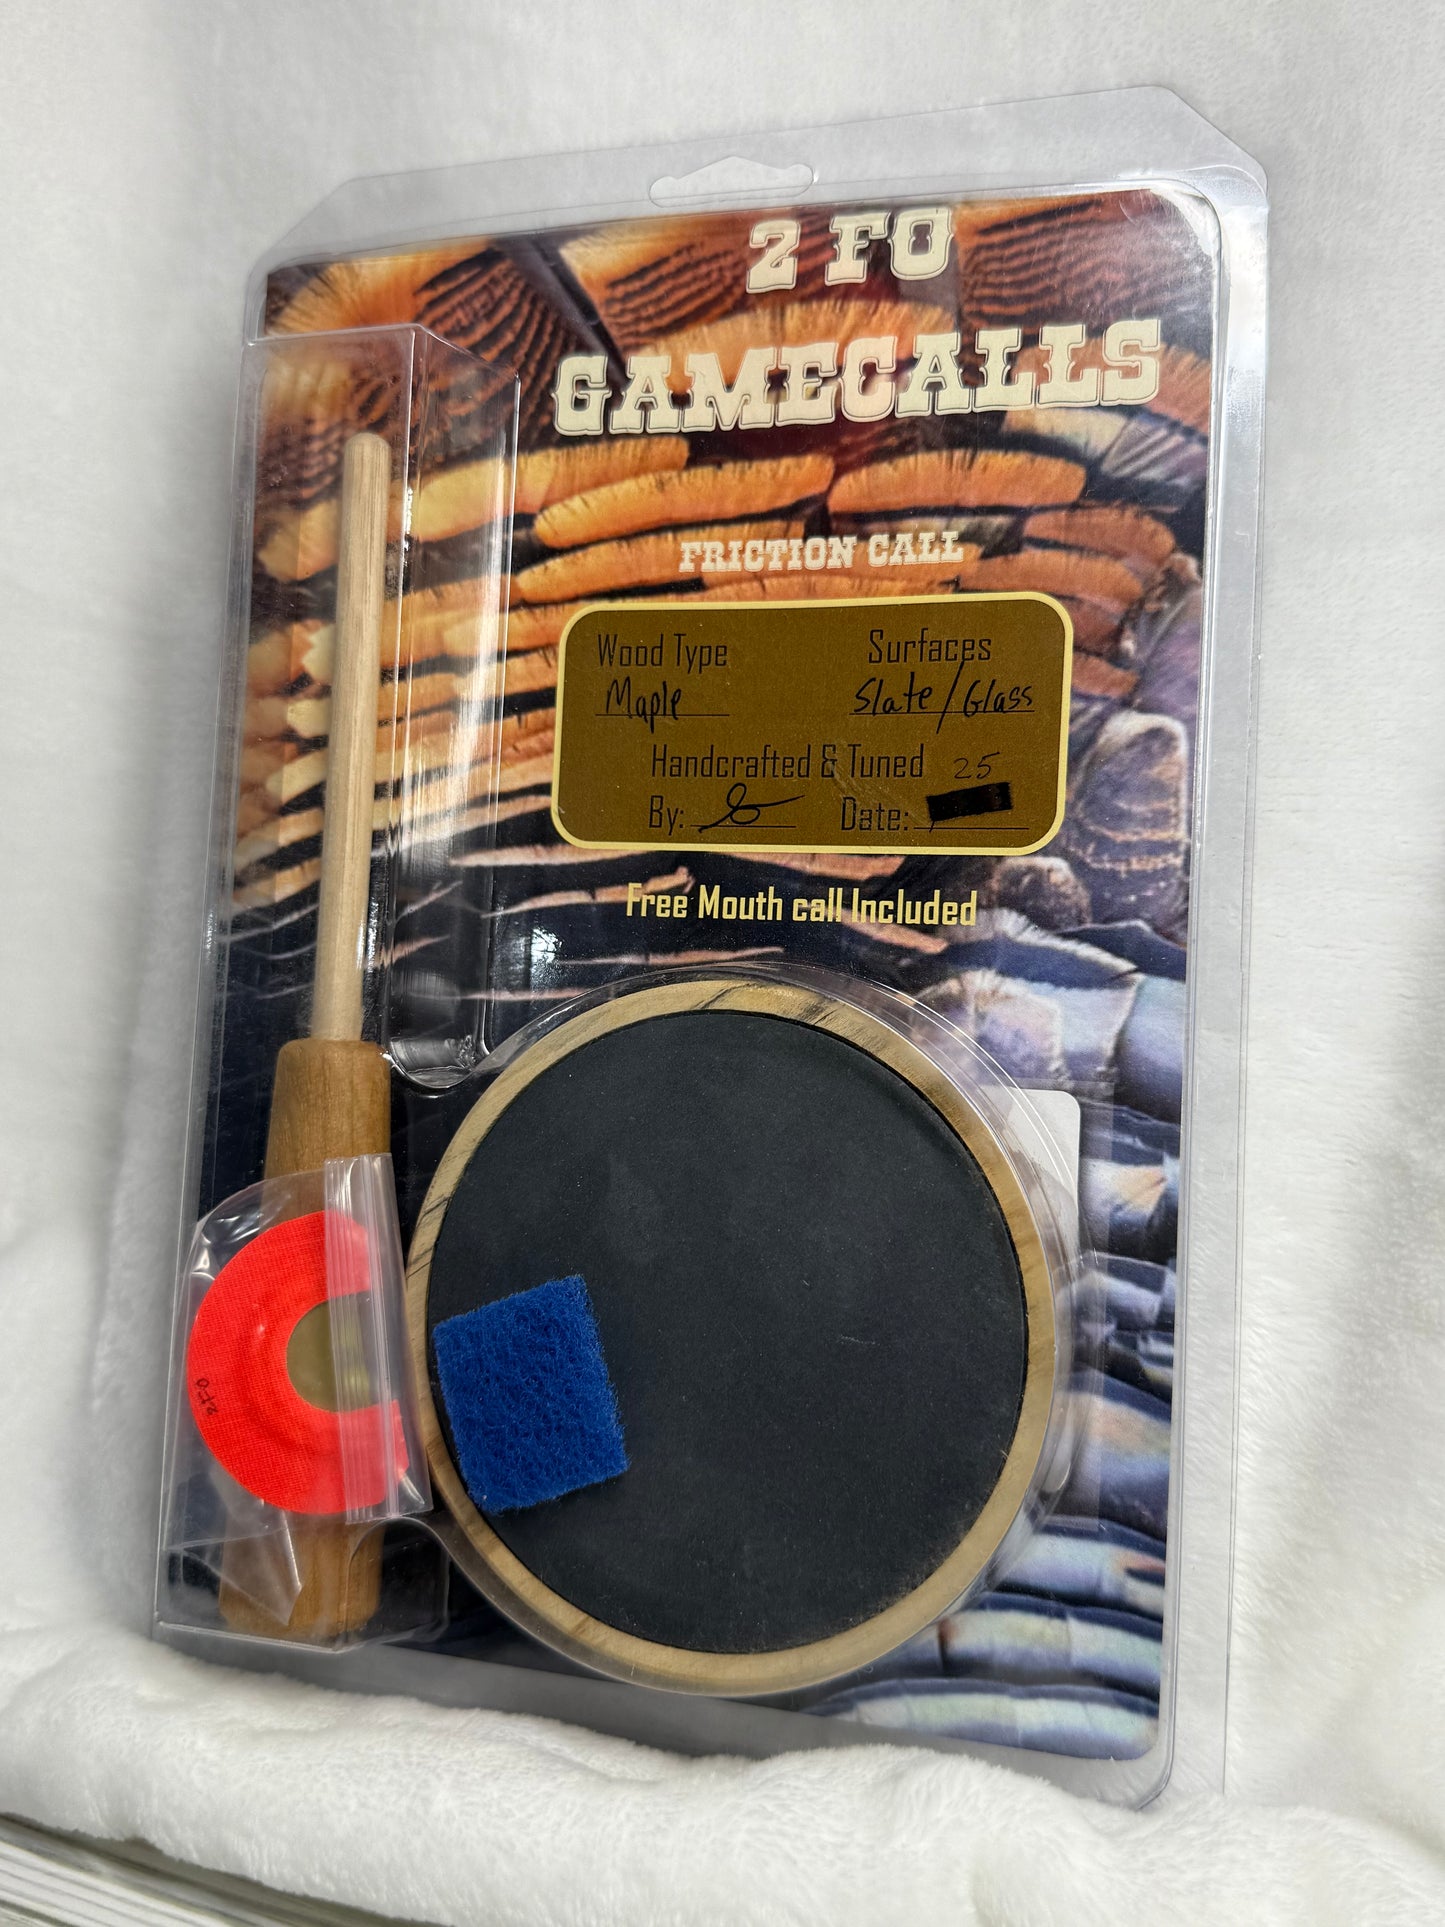 2 FO
GAMECALLS
FRICTION CALL
Wood Type Surfaces
Maple Slate/Glass
Handcrafted & Tuned 25
By: Date:
Free Mouth call Included
2FO